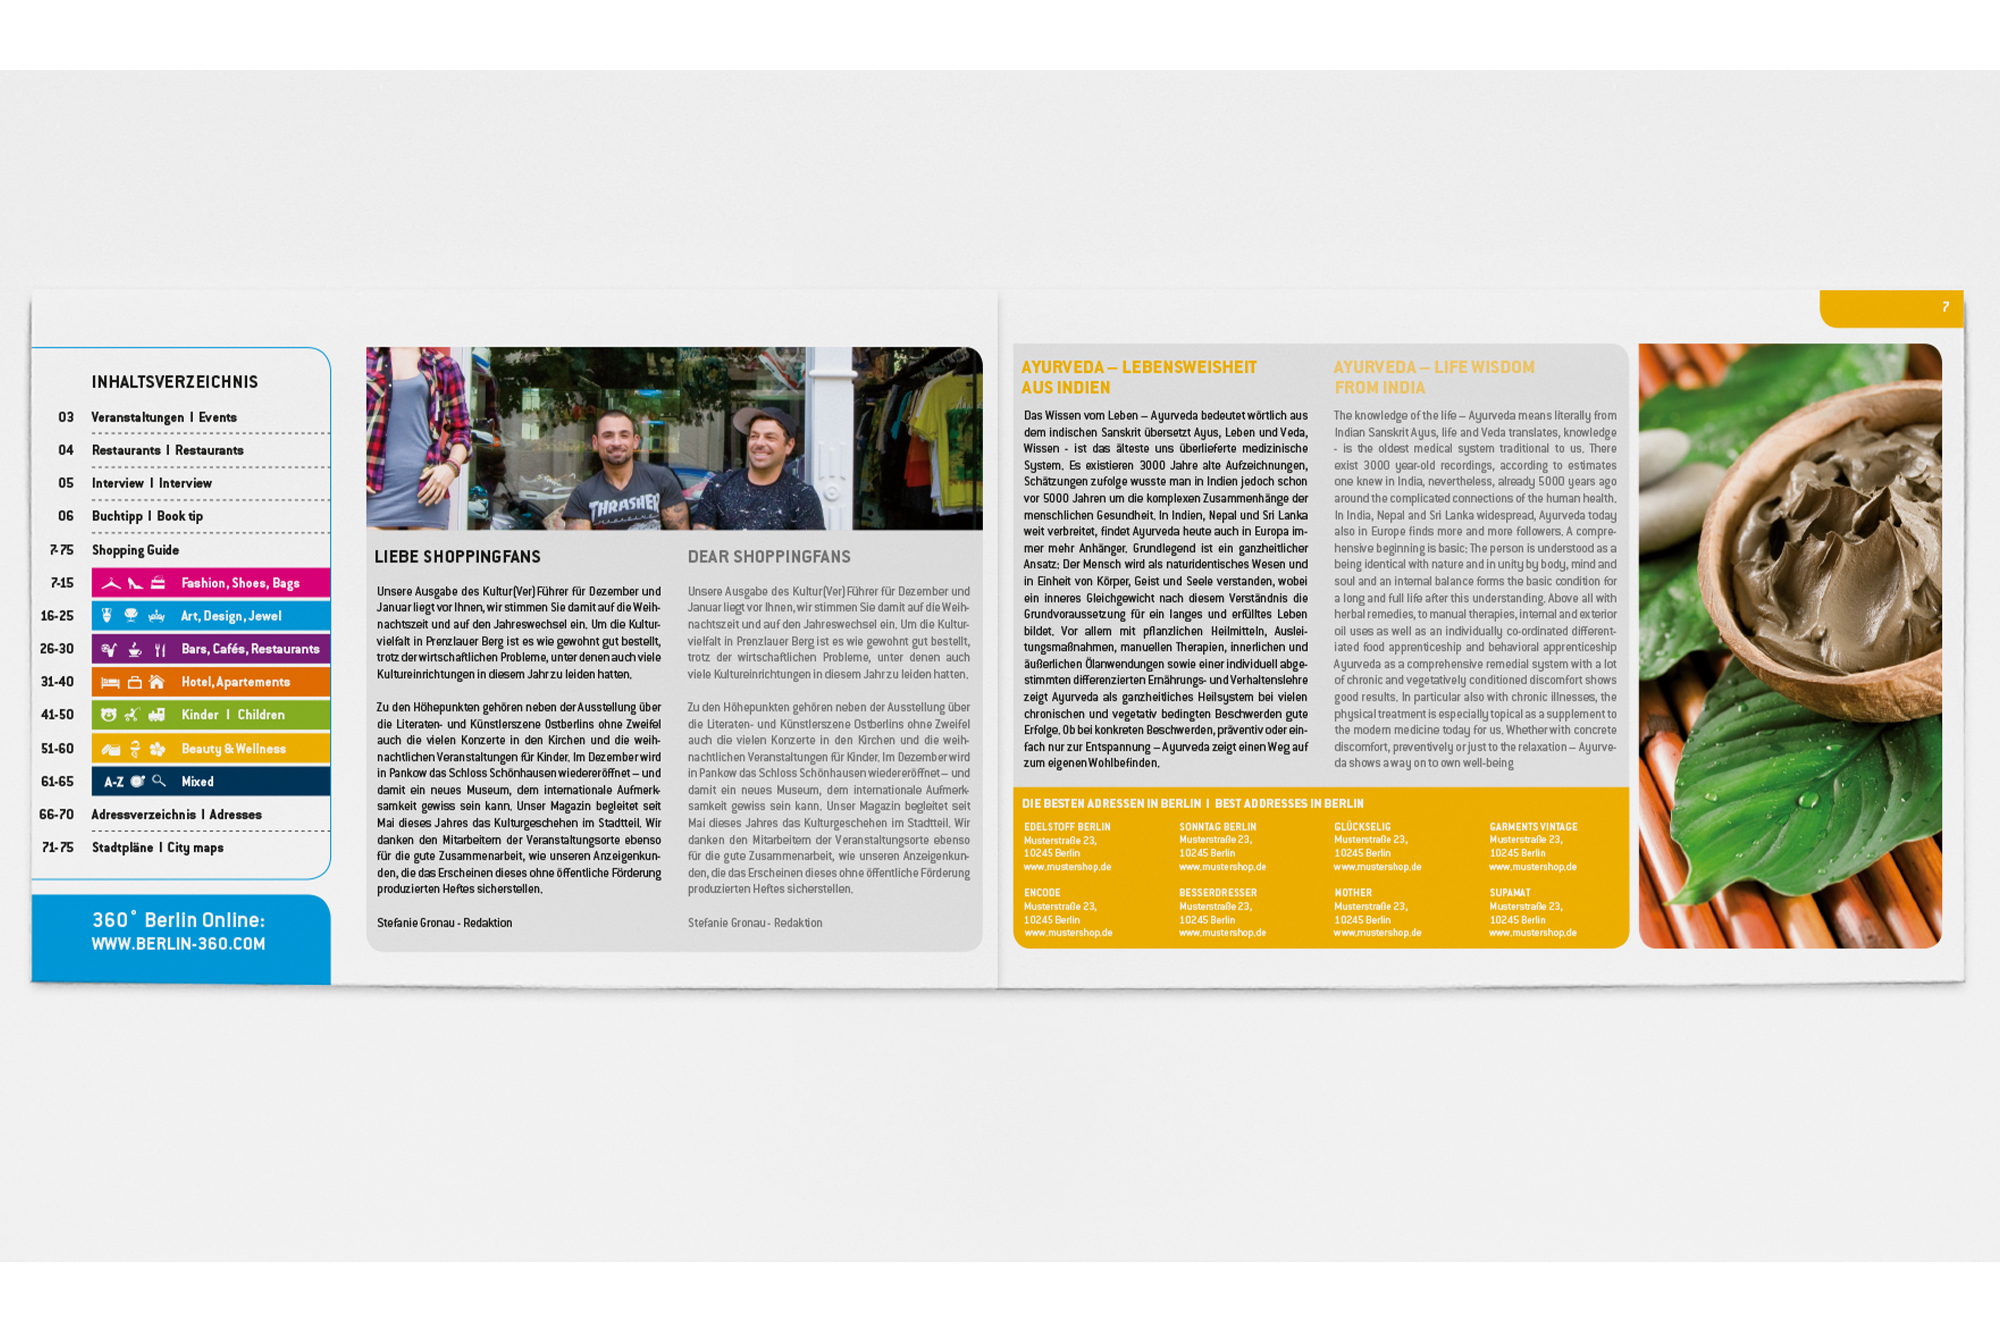 INHALTSVERZEICHNIS
03 Veranstaltungen | Events
04 Restaurants | Restaurants
05 Interview | Interview
06 Buchtipp | Book tip
7-75 Shopping Guide
7-15 Fashion, Shoes, Bags
16-25 Art, Design, Jewel
26-30 Bars, Cafés, Restaurants
31-40 Hotel, Apartements
41-50 Kinder | Children
51-60 Beauty & Wellness
61-65 A-Z Mixed
66-70 Adressverzeichnis | Adresses
71-75 Stadtpläne | City maps
360° Berlin Online:
WWW.BERLIN-360.COM
THRASHER
LIEBE SHOPPINGFANS
Unsere Ausgabe des Kultur(Ver)Führer für Dezember und
Januar liegt vor Ihnen, wir stimmen Sie damit auf die Weih-
nachtszeit und auf den Jahreswechsel ein. Um die Kultur-
vielfalt in Prenzlauer Berg ist es wie gewohnt gut bestellt,
trotz der wirtschaftlichen Probleme, unter denen auch viele
Kultureinrichtungen in diesem Jahr zu leiden hatten.
Zu den Höhepunkten gehören neben der Ausstellung über
die Literaten- und Künstlerszene Ostberlins ohne Zweifel
auch die vielen Konzerte in den Kirchen und die weih-
nachtlichen Veranstaltungen für Kinder. Im Dezember wird
in Pankow das Schloss Schönhausen wiedereröffnet – und
damit ein neues Museum, dem internationale Aufmerk-
samkeit gewiss sein kann. Unser Magazin begleitet seit
Mai dieses Jahres das Kulturgeschehen im Stadtteil. Wir
danken den Mitarbeitern der Veranstaltungsorte ebenso
für die gute Zusammenarbeit, wie unseren Anzeigenkun-
den, die das Erscheinen dieses ohne öffentliche Förderung
produzierten Heftes sicherstellen.
Stefanie Gronau - Redaktion
DEAR SHOPPINGFANS
Unsere Ausgabe des Kultur(Ver)Führer für Dezember und
Januar liegt vor Ihnen, wir stimmen Sie damit auf die Weih-
nachtszeit und auf den Jahreswechsel ein. Um die Kultur-
vielfalt in Prenzlauer Berg ist es wie gewohnt gut bestellt,
trotz der wirtschaftlichen Probleme, unter denen auch
viele Kultureinrichtungen in diesem Jahr zu leiden hatten.
Zu den Höhepunkten gehören neben der Ausstellung über
die Literaten- und Künstlerszene Ostberlins ohne Zweifel
auch die vielen Konzerte in den Kirchen und die weih-
nachtlichen Veranstaltungen für Kinder. Im Dezember wird
in Pankow das Schloss Schönhausen wiedereröffnet – und
damit ein neues Museum, dem internationale Aufmerk-
samkeit gewiss sein kann. Unser Magazin begleitet seit
Mai dieses Jahres das Kulturgeschehen im Stadtteil. Wir
danken den Mitarbeitern der Veranstaltungsorte ebenso
für die gute Zusammenarbeit, wie unseren Anzeigenkun-
den, die das Erscheinen dieses ohne öffentliche Förderung
produzierten Heftes sicherstellen.
Stefanie Gronau - Redaktion
7
AYURVEDA – LEBENSWEISHEIT
AUS INDIEN
Das Wissen vom Leben – Ayurveda bedeutet wörtlich aus
dem indischen Sanskrit übersetzt Ayus, Leben und Veda,
Wissen - ist das älteste uns überlieferte medizinische
System. Es existieren 3000 Jahre alte Aufzeichnungen,
Schätzungen zufolge wusste man in Indien jedoch schon
vor 5000 Jahren um die komplexen Zusammenhänge der
menschlichen Gesundheit. In Indien, Nepal und Sri Lanka
weit verbreitet, findet Ayurveda heute auch in Europa im-
mer mehr Anhänger. Grundlegend ist ein ganzheitlicher
Ansatz: Der Mensch wird als naturidentisches Wesen und
in Einheit von Körper, Geist und Seele verstanden, wobei
ein inneres Gleichgewicht nach diesem Verständnis die
Grundvoraussetzung für ein langes und erfülltes Leben
bildet. Vor allem mit pflanzlichen Heilmitteln, Auslei-
tungsmaßnahmen, manuellen Therapien, innerlichen und
äußerlichen Ölanwendungen sowie einer individuell abge-
stimmten differenzierten Ernährungs- und Verhaltenslehre
zeigt Ayurveda als ganzheitliches Heilsystem bei vielen
chronischen und vegetativ bedingten Beschwerden gute
Erfolge. Ob bei konkreten Beschwerden, präventiv oder ein-
fach nur zur Entspannung – Ayurveda zeigt einen Weg auf
zum eigenen Wohlbefinden.
AYURVEDA – LIFE WISDOM
FROM INDIA
The knowledge of the life – Ayurveda means literally from
Indian Sanskrit Ayus, life and Veda translates, knowledge
- is the oldest medical system traditional to us. There
exist 3000 year-old recordings, according to estimates
one knew in India, nevertheless, already 5000 years ago
around the complicated connections of the human health.
In India, Nepal and Sri Lanka widespread, Ayurveda today
also in Europe finds more and more followers. A compre-
hensive beginning is basic: The person is understood as a
being identical with nature and in unity by body, mind and
soul and an internal balance forms the basic condition for
a long and full life after this understanding. Above all with
herbal remedies, to manual therapies, internal and exterior
oil uses as well as an individually co-ordinated different-
iated food apprenticeship and behavioral apprenticeship
Ayurveda as a comprehensive remedial system with a lot
of chronic and vegetatively conditioned discomfort shows
good results. In particular also with chronic illnesses, the
physical treatment is especially topical as a supplement to
the modern medicine today for us. Whether with concrete
discomfort, preventively or just to the relaxation – Ayurve-
da shows a way on to own well-being
DIE BESTEN ADRESSEN IN BERLIN | BEST ADDRESSES IN BERLIN
EDELSTOFF BERLIN
Musterstraße 23,
10245 Berlin
www.mustershop.de
SONNTAG BERLIN
Musterstraße 23,
10245 Berlin
www.mustershop.de
GLÜCKSELIG
Musterstraße 23,
10245 Berlin
www.mustershop.de
GARMENTS VINTAGE
Musterstraße 23,
10245 Berlin
www.mustershop.de
ENCODE
Musterstraße 23,
10245 Berlin
www.mustershop.de
BESSERDRESSER
Musterstraße 23,
10245 Berlin
www.mustershop.de
MOTHER
Musterstraße 23,
10245 Berlin
www.mustershop.de
SUPAMAT
Musterstraße 23,
10245 Berlin
www.mustershop.de